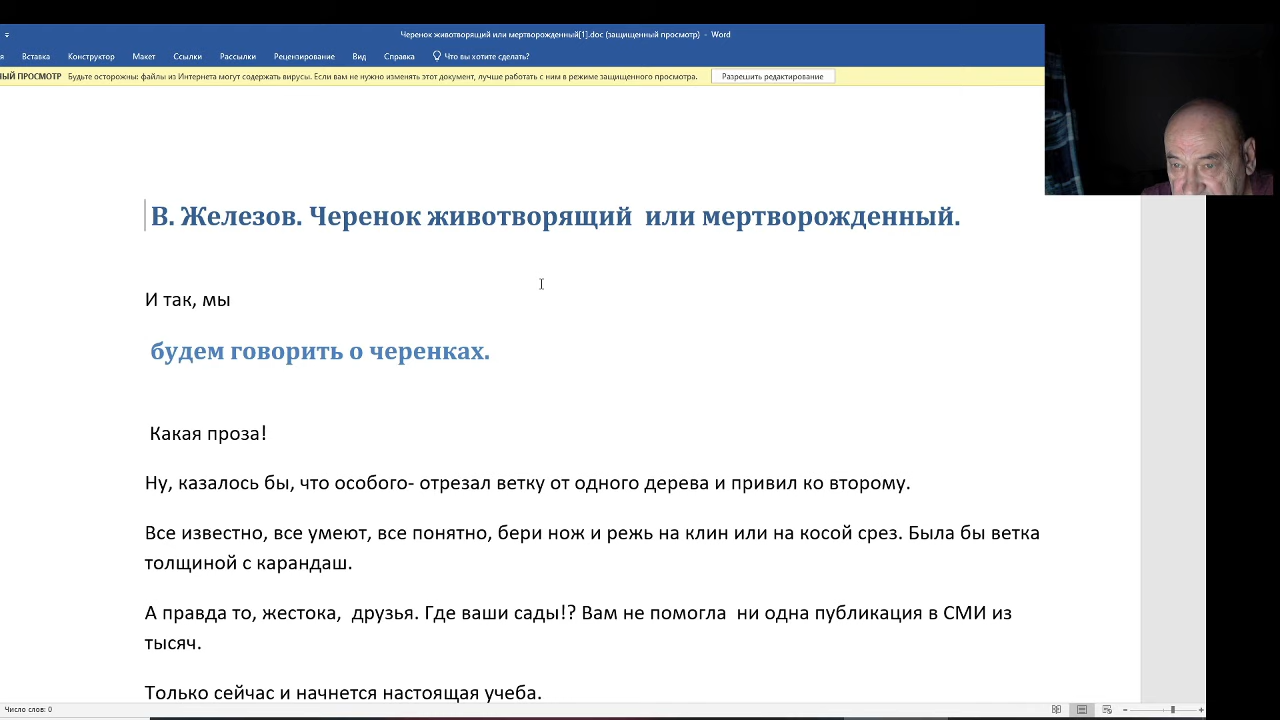 Черенок животворящий или мертворожденный[1].doc (защищенный просмотр) - Word
я Вставка Конструктор Макет Ссылки Рассылки Рецензирование Вид Справка Что вы хотите сделать?
ЫЙ ПРОСМОТР Будьте осторожны: файлы из Интернета могут содержать вирусы. Если вам не нужно изменять этот документ, лучше работать с ним в режиме защищенного просмотра. Разрешить редактирование
В. Железов. Черенок животворящий или мертворожденный.
И так, мы
будем говорить о черенках.
Какая проза!
Ну, казалось бы, что особого- отрезал ветку от одного дерева и привил ко второму.
Все известно, все умеют, все понятно, бери нож и режь на клин или на косой срез. Была бы ветка
толщиной с карандаш.
А правда то, жестока, друзья. Где ваши сады!? Вам не помогла ни одна публикация в СМИ из
тысяч.
Только сейчас и начнется настоящая учеба.
Число слов: 0